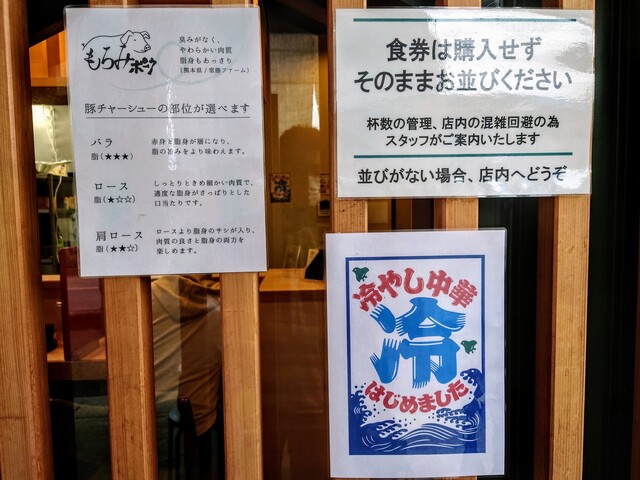 もろみポーク
臭みがなく、
やわらかい肉質
脂身もあっさり
(熊本県/常勝ファーム)
豚チャーシューの部位が選べます
バラ
脂(★★★)
赤身と脂身が層になり、
脂の旨みをより味わえます。
ロース
脂(★☆☆)
しっとりときめ細かい肉質で、
適度な脂身がさっぱりとした
口当たりです。
肩ロース
脂(★★☆)
ロースより脂身のサシが入り、
肉質の良さと脂身の両方を
楽しめます。
食券は購入せず
そのままお並びください
杯数の管理、店内の混雑回避の為
スタッフがご案内いたします
並びがない場合、店内へどうぞ
冷やし中華
冷
はじめました